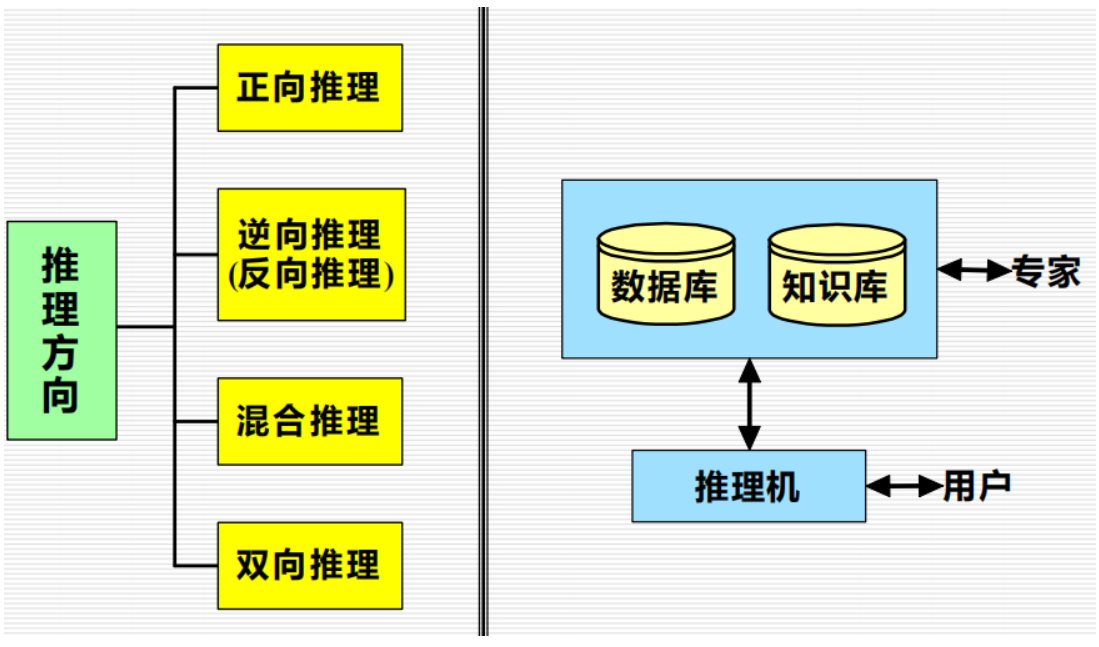 推理方向
正向推理
逆向推理
(反向推理)
混合推理
双向推理
数据库
知识库
专家
推理机
用户